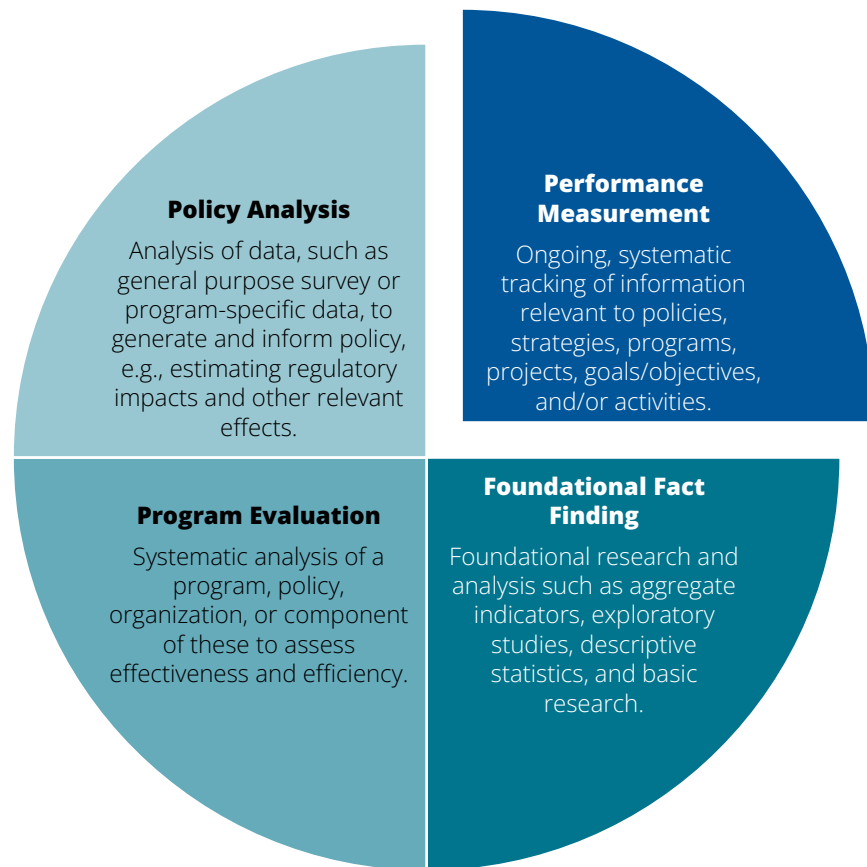 Policy Analysis
Analysis of data, such as
general purpose survey or
program-specific data, to
generate and inform policy,
e.g., estimating regulatory
impacts and other relevant
effects.
Performance
Measurement
Ongoing, systematic
tracking of information
relevant to policies,
strategies, programs,
projects, goals/objectives,
and/or activities.
Program Evaluation
Systematic analysis of a
program, policy,
organization, or component
of these to assess
effectiveness and efficiency.
Foundational Fact
Finding
Foundational research and
analysis such as aggregate
indicators, exploratory
studies, descriptive
statistics, and basic
research.